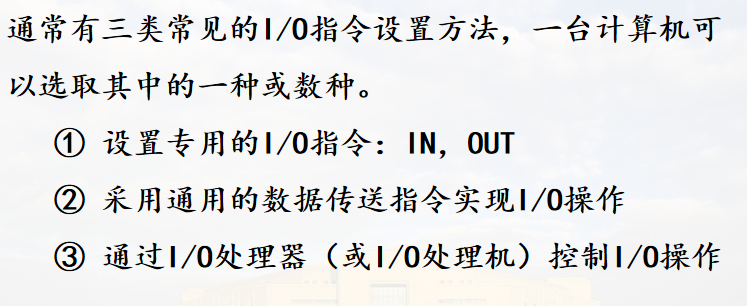 通常有三类常见的I/O指令设置方法，一台计算机可
以选取其中的一种或数种。
① 设置专用的I/O指令：IN，OUT
② 采用通用的数据传送指令实现I/O操作
③ 通过I/O处理器（或I/O处理机）控制I/O操作